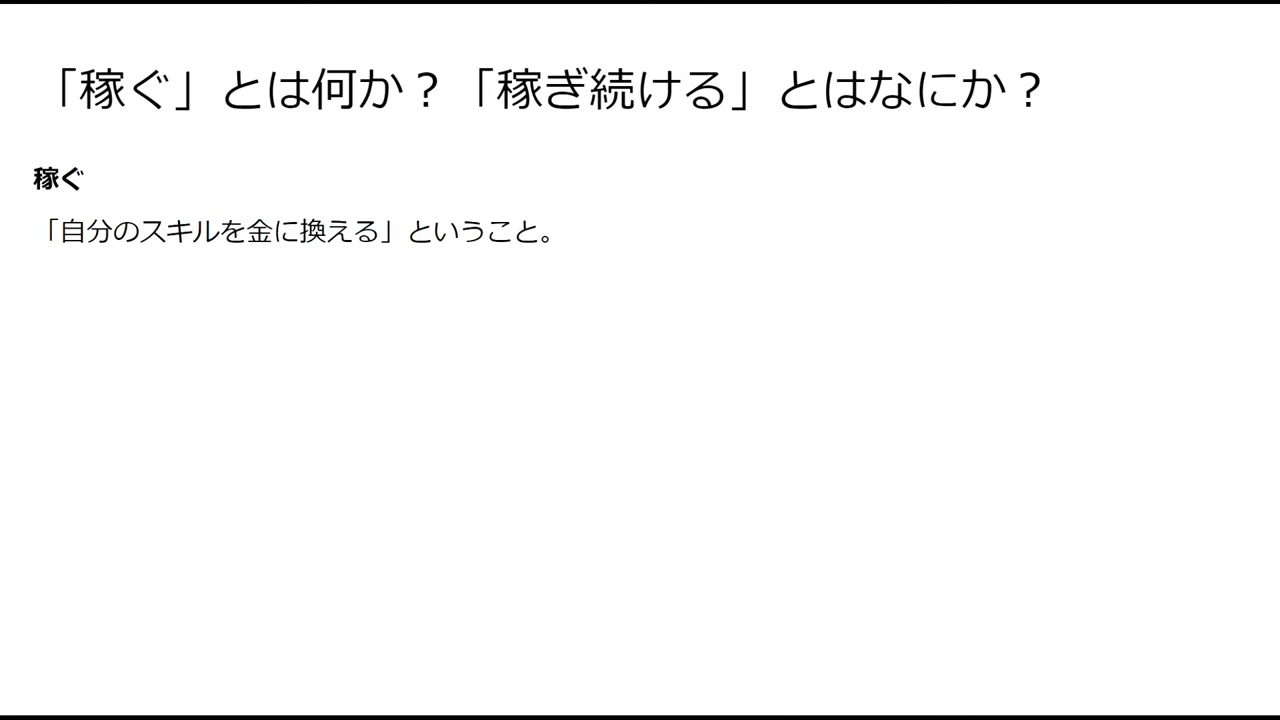 「稼ぐ」とは何か？「稼ぎ続ける」とはなにか？
稼ぐ
「自分のスキルを金に換える」ということ。